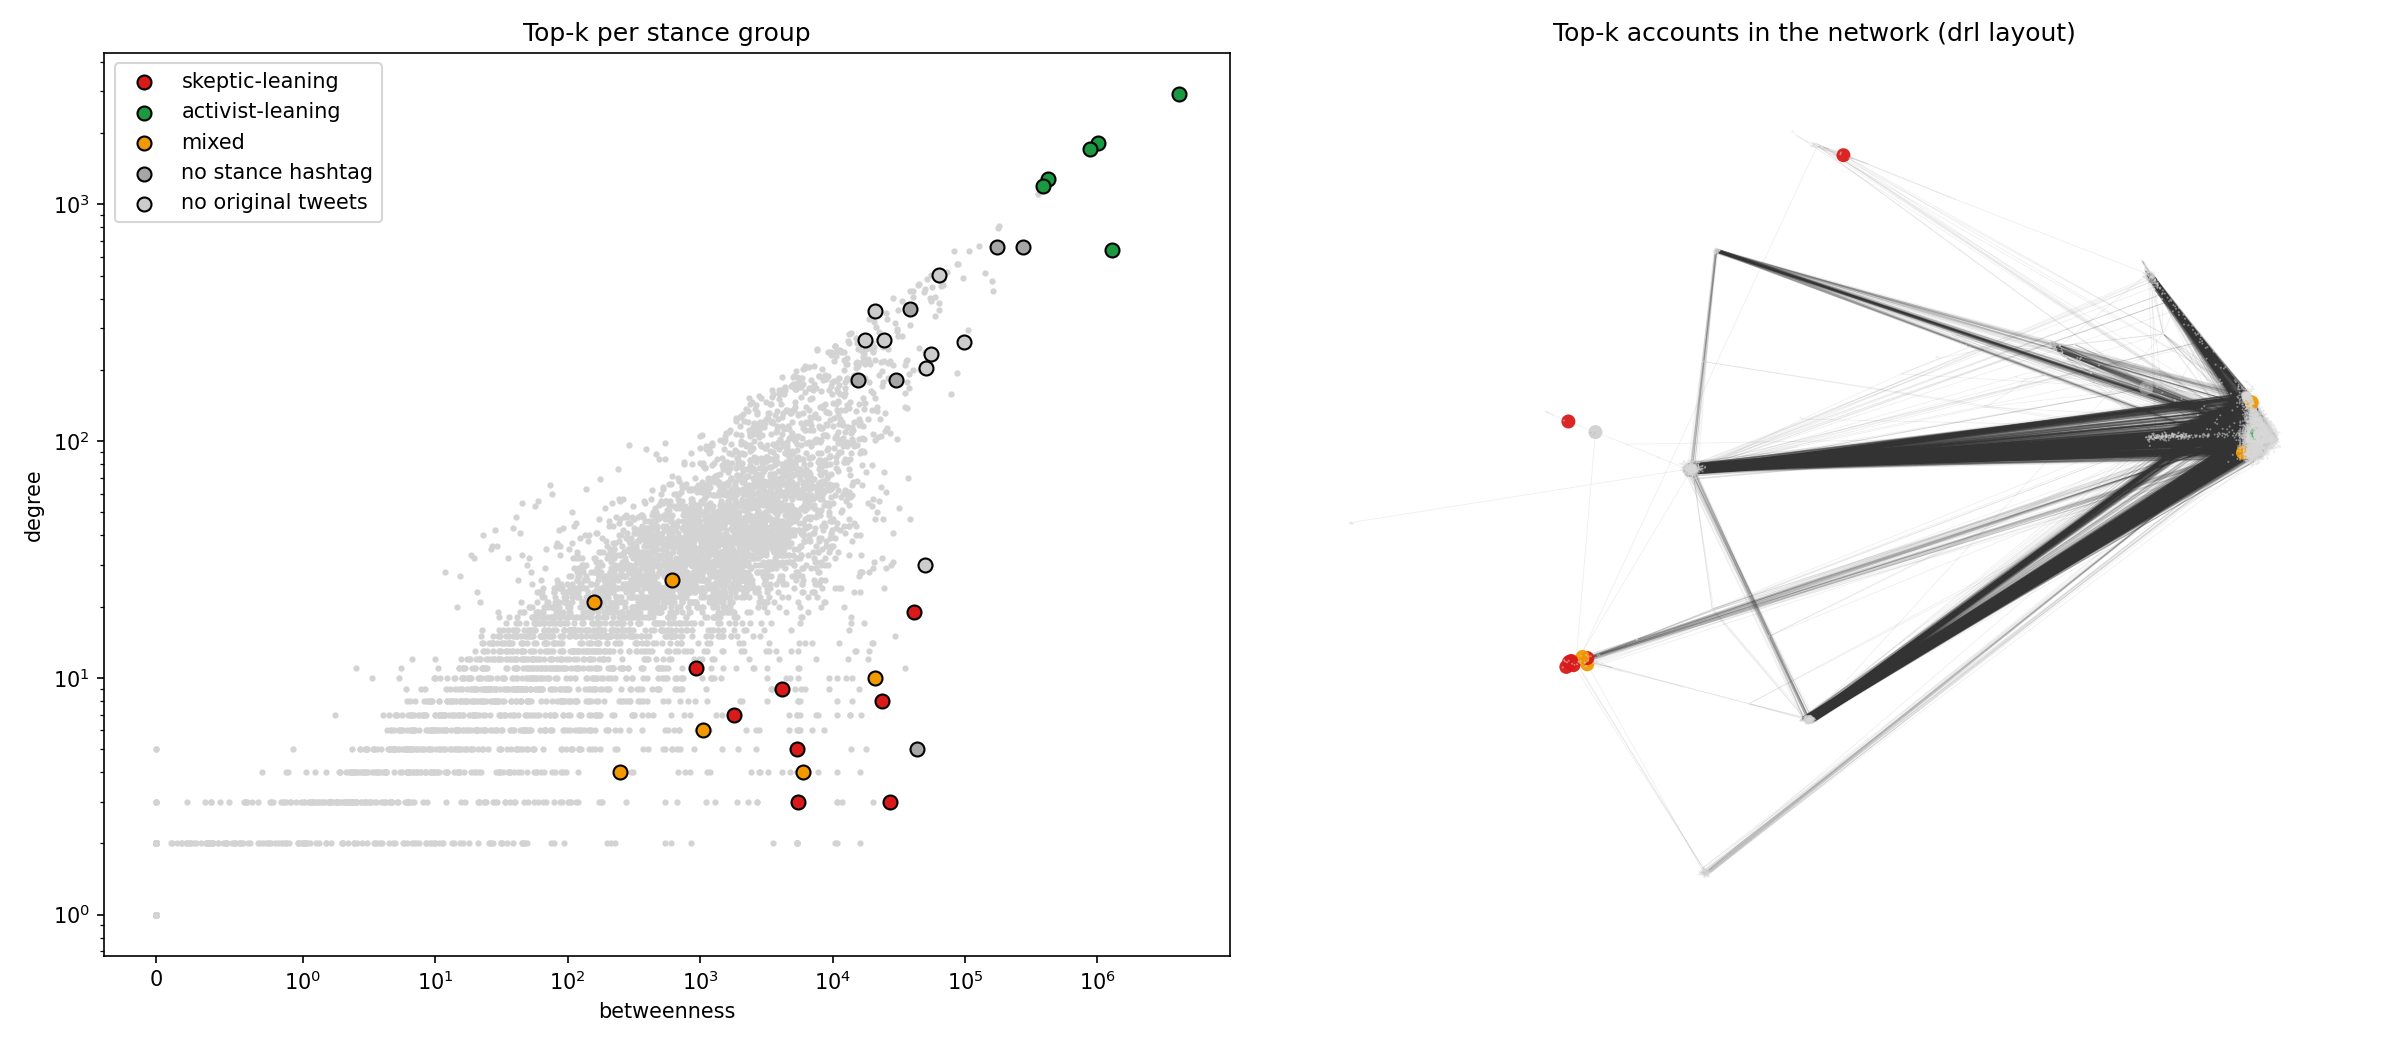 Top-k per stance group
skeptic-leaning
activist-leaning
mixed
no stance hashtag
no original tweets
10³
10²
10¹
10⁰
degree
0
10⁰
10¹
10²
10³
10⁴
10⁵
10⁶
betweenness
Top-k accounts in the network (drl layout)